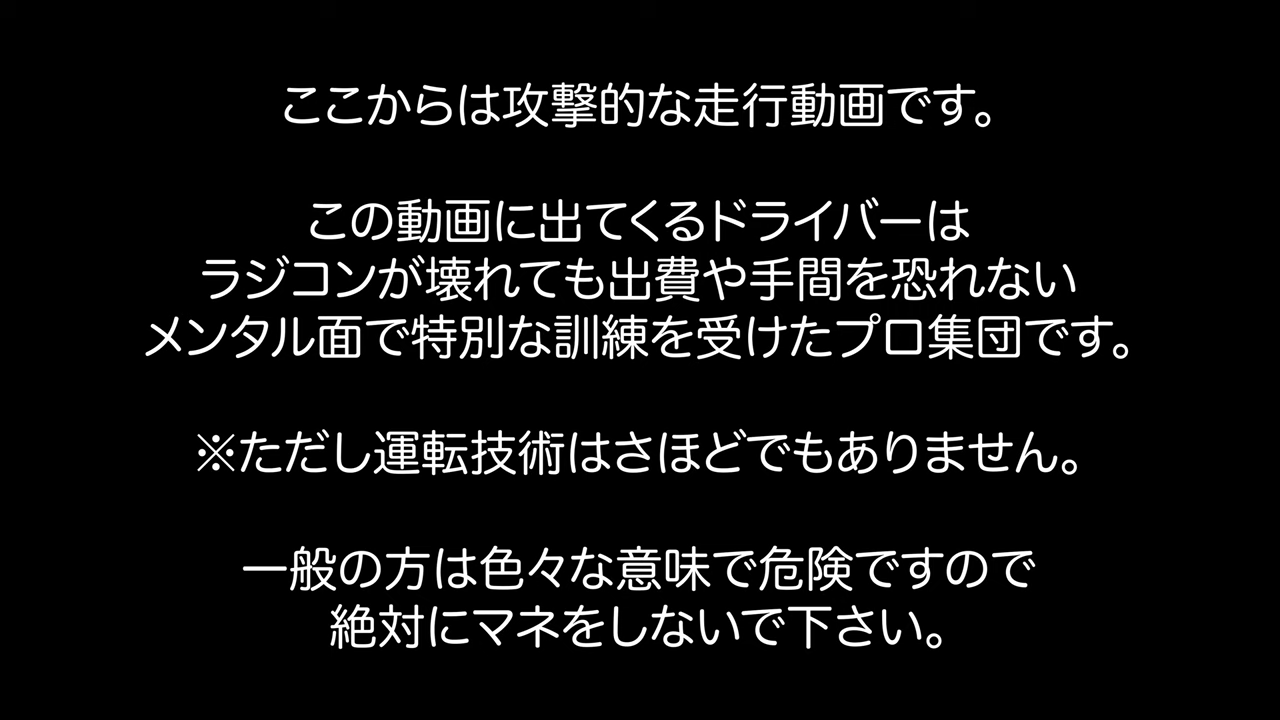 ここからは攻撃的な走行動画です。
この動画に出てくるドライバーは
ラジコンが壊れても出費や手間を恐れない
メンタル面で特別な訓練を受けたプロ集団です。
※ただし運転技術はさほどでもありません。
一般の方は色々な意味で危険ですので
絶対にマネをしないで下さい。